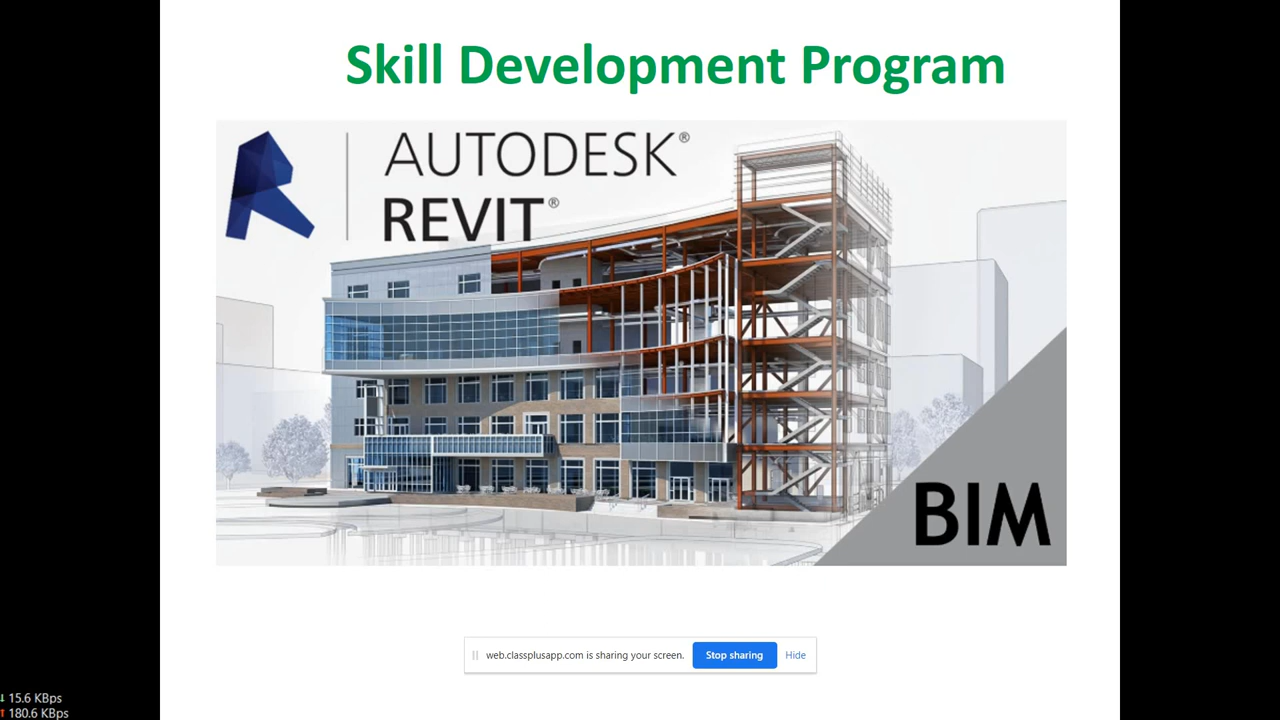 Skill Development Program
AUTODESK®
REVIT®
BIM
web.classplusapp.com is sharing your screen. Stop sharing Hide
↓ 15.6 KBps
↑ 180.6 KBps